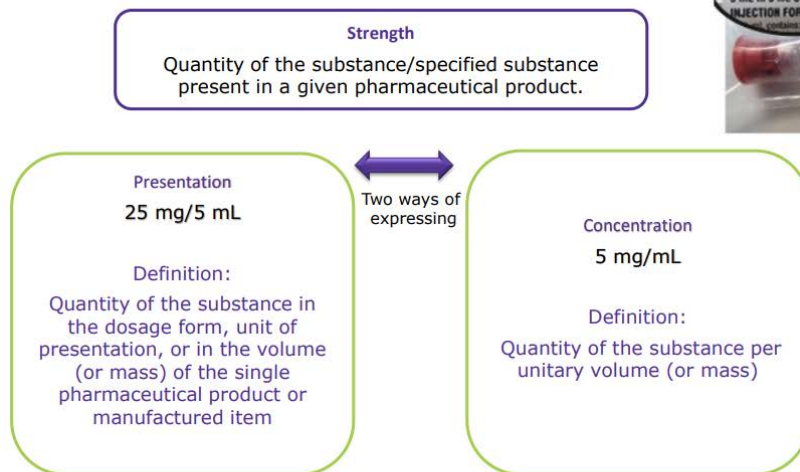 INJECTION FOR
Strength
Quantity of the substance/specified substance
present in a given pharmaceutical product.
Presentation
25 mg/5 mL
Definition:
Quantity of the substance in
the dosage form, unit of
presentation, or in the volume
(or mass) of the single
pharmaceutical product or
manufactured item
Two ways of
expressing
Concentration
5 mg/mL
Definition:
Quantity of the substance per
unitary volume (or mass)